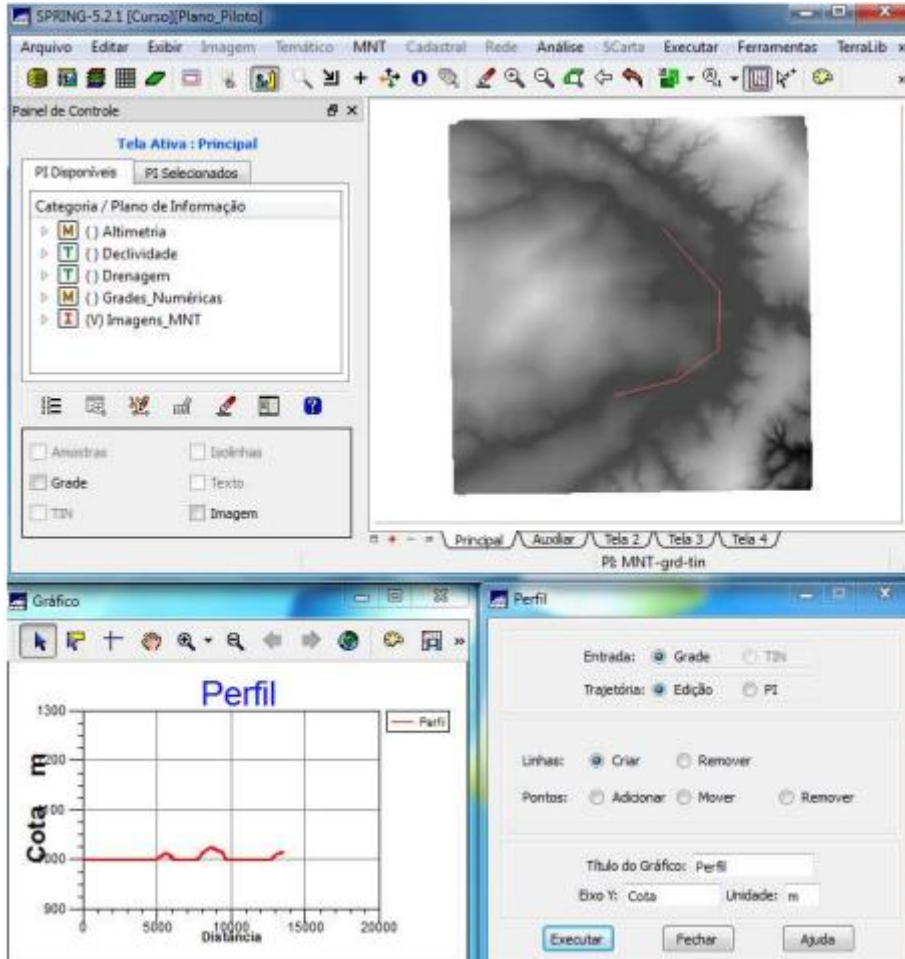 SPRING-5.2.1 [Curso][Plano_Piloto]
Arquivo Editar Exibir Imagem Temático MNT Cadastral Rede Análise SCarta Executar Ferramentas TerraLib
Painel de Controle
Tela Ativa : Principal
PI Disponíveis PI Selecionados
Categoria / Plano de Informação
M () Altimetria
T () Declividade
T () Drenagem
M () Grades_Numéricas
I (V) Imagens_MNT
Amostras Isolinhas
Grade Texto
TIN Imagem
Principal Auxiliar Tela 2 Tela 3 Tela 4
PI: MNT-grd-tin
Gráfico
Perfil
1300
200
100
000
900
Cota m
0 5000 10000 15000 20000
Distância
Perfi
Perfil
Entrada: Grade TIN
Trajetória: Edição PI
Linhas: Criar Remover
Pontos: Adicionar Mover Remover
Título do Gráfico: Perfil
Eixo Y: Cota Unidade: m
Executar Fechar Ajuda